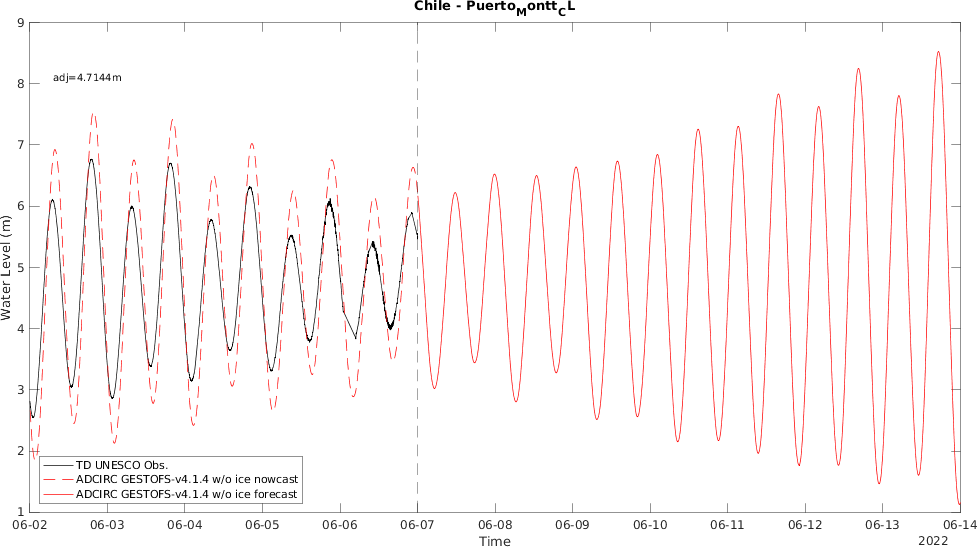 Chile - Puerto_Montt_CL
adj=4.7144m
Water Level (m)
9
8
7
6
5
4
3
2
1
TD UNESCO Obs.
ADCIRC GESTOFS-v4.1.4 w/o ice nowcast
ADCIRC GESTOFS-v4.1.4 w/o ice forecast
06-02 06-03 06-04 06-05 06-06 06-07 06-08 06-09 06-10 06-11 06-12 06-13 06-14
Time
2022